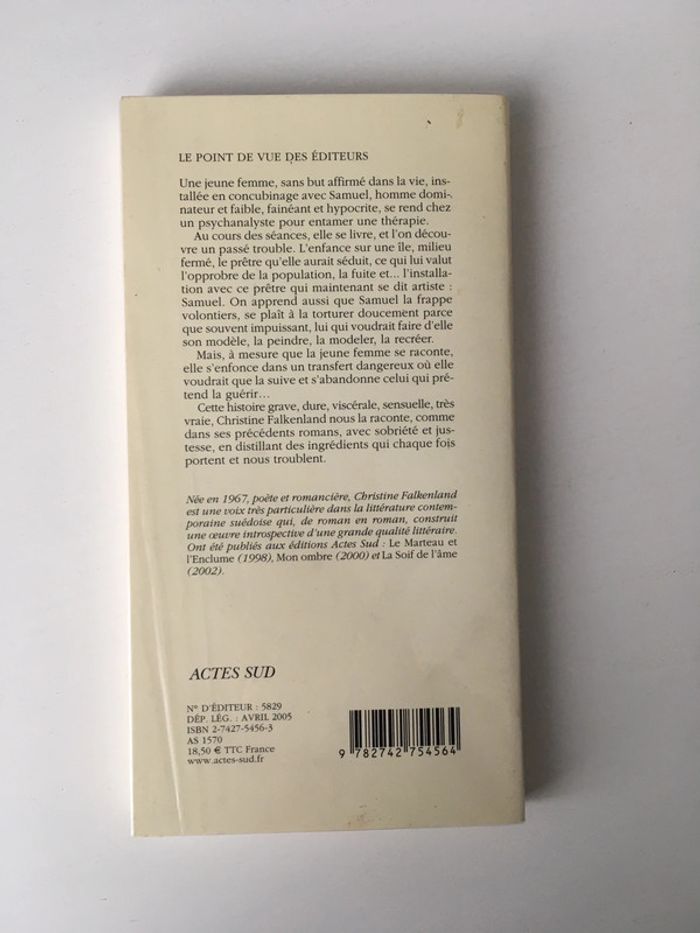 LE POINT DE VUE DES ÉDITEURS
Une jeune femme, sans but affirmé dans la vie, ins-
tallée en concubinage avec Samuel, homme domi-
nateur et faible, fainéant et hypocrite, se rend chez
un psychanalyste pour entamer une thérapie.
Au cours des séances, elle se livre, et l'on décou-
vre un passé trouble. L'enfance sur une île, milieu
fermé, le prêtre qu'elle aurait séduit, ce qui lui valut
l'opprobre de la population, la fuite et... l'installa-
tion avec ce prêtre qui maintenant se dit artiste :
Samuel. On apprend aussi que Samuel la frappe
volontiers, se plaît à la torturer doucement parce
que souvent impuissant, lui qui voudrait faire d'elle
son modèle, la peindre, la modeler, la recréer.
Mais, à mesure que la jeune femme se raconte,
elle s'enfonce dans un transfert dangereux où elle
voudrait que la suive et s'abandonne celui qui pré-
tend la guérir...
Cette histoire grave, dure, viscérale, sensuelle, très
vraie, Christine Falkenland nous la raconte, comme
dans ses précédents romans, avec sobriété et jus-
tesse, en distillant des ingrédients qui chaque fois
portent et nous troublent.
Née en 1967, poète et romancière, Christine Falkenland
est une voix très particulière dans la littérature contem-
poraine suédoise qui, de roman en roman, construit
une œuvre introspective d'une grande qualité littéraire.
Ont été publiés aux éditions Actes Sud : Le Marteau et
l'Enclume (1998), Mon ombre (2000) et La Soif de l'âme
(2002).
ACTES SUD
N° D'ÉDITEUR : 5829
DÉP. LÉG. : AVRIL 2005
ISBN 2-7427-5456-3
AS 1570
18,50 € TTC France
www.actes-sud.fr
9 782742 754564